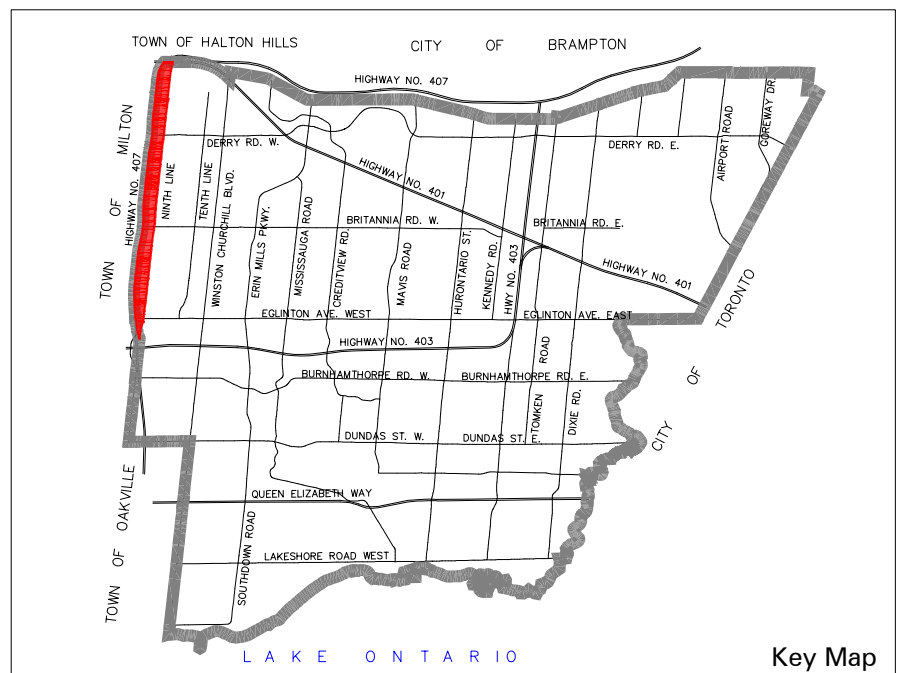 TOWN OF HALTON HILLS
CITY OF BRAMPTON
HIGHWAY NO. 407
TOWN OF MILTON
HIGHWAY NO. 407
NINTH LINE
TENTH LINE
WINSTON CHURCHILL BLVD.
ERIN MILLS PKWY.
MISSISSAUGA ROAD
CREDITVIEW RD.
MAVIS ROAD
HURONTARIO ST.
KENNEDY RD.
HWY NO. 403
AIRPORT ROAD
GOREWAY DR.
DERRY RD. W.
DERRY RD. E.
HIGHWAY NO. 401
BRITANNIA RD. W.
BRITANNIA RD. E.
HIGHWAY NO. 401
EGLINTON AVE. WEST
EGLINTON AVE. EAST
HIGHWAY NO. 403
CITY OF TORONTO
BURNHAMTHORPE RD. W.
BURNHAMTHORPE RD. E.
TOMKEN ROAD
DIXIE RD.
DUNDAS ST. W.
DUNDAS ST. E.
TOWN OF OAKVILLE
QUEEN ELIZABETH WAY
SOUTHDOWN ROAD
LAKESHORE ROAD WEST
LAKE ONTARIO
Key Map